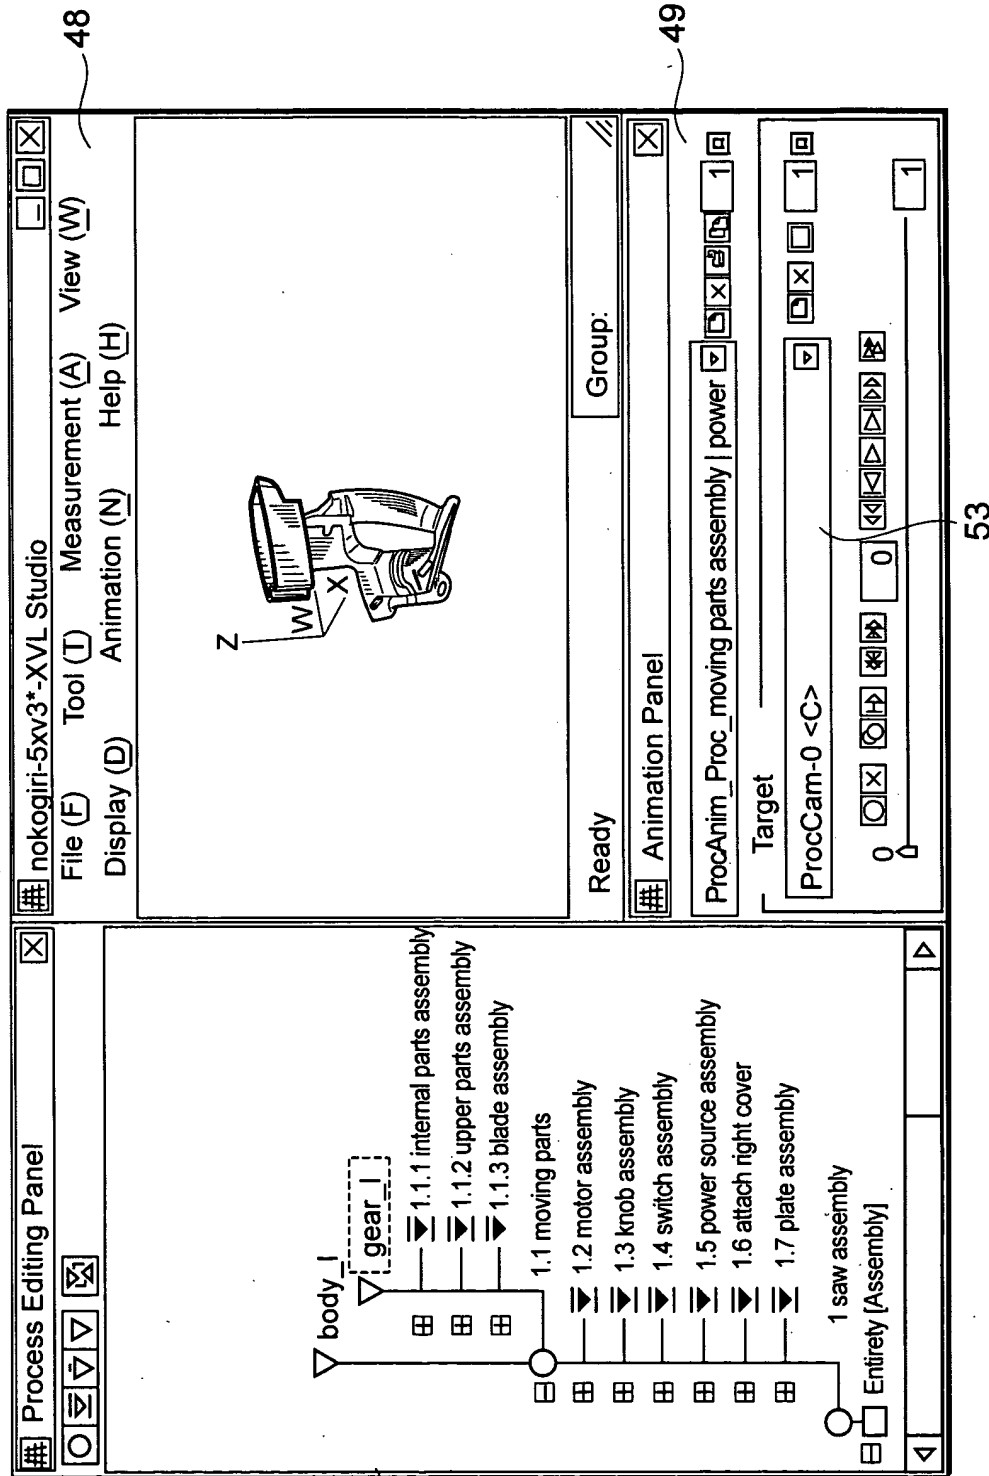 Process Editing Panel
body_l
gear_l
1.1.1 internal parts assembly
1.1.2 upper parts assembly
1.1.3 blade assembly
1.1 moving parts
1.2 motor assembly
1.3 knob assembly
1.4 switch assembly
1.5 power source assembly
1.6 attach right cover
1.7 plate assembly
1 saw assembly
Entirety [Assembly]
nokogiri-5xv3*-XVL Studio
File (F) Tool (T) Measurement (A) View (W)
Display (D) Animation (N) Help (H)
48
Z
W
X
Ready
Group:
Animation Panel
49
ProcAnim_Proc_moving parts assembly | power
1
Target
ProcCam-0 <C>
1
0
0
1
53